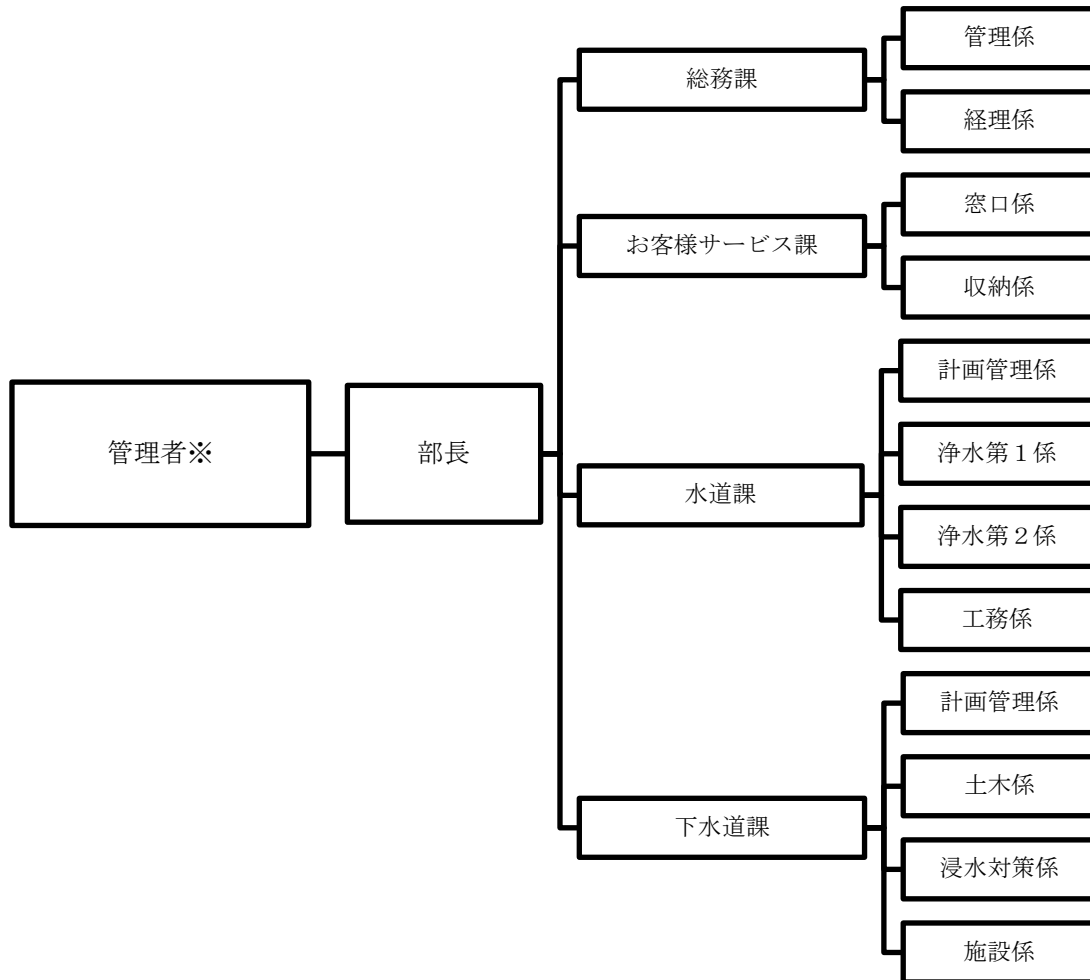 管理者※
部長
総務課
管理係
経理係
お客様サービス課
窓口係
収納係
水道課
計画管理係
浄水第１係
浄水第２係
工務係
下水道課
計画管理係
土木係
浸水対策係
施設係